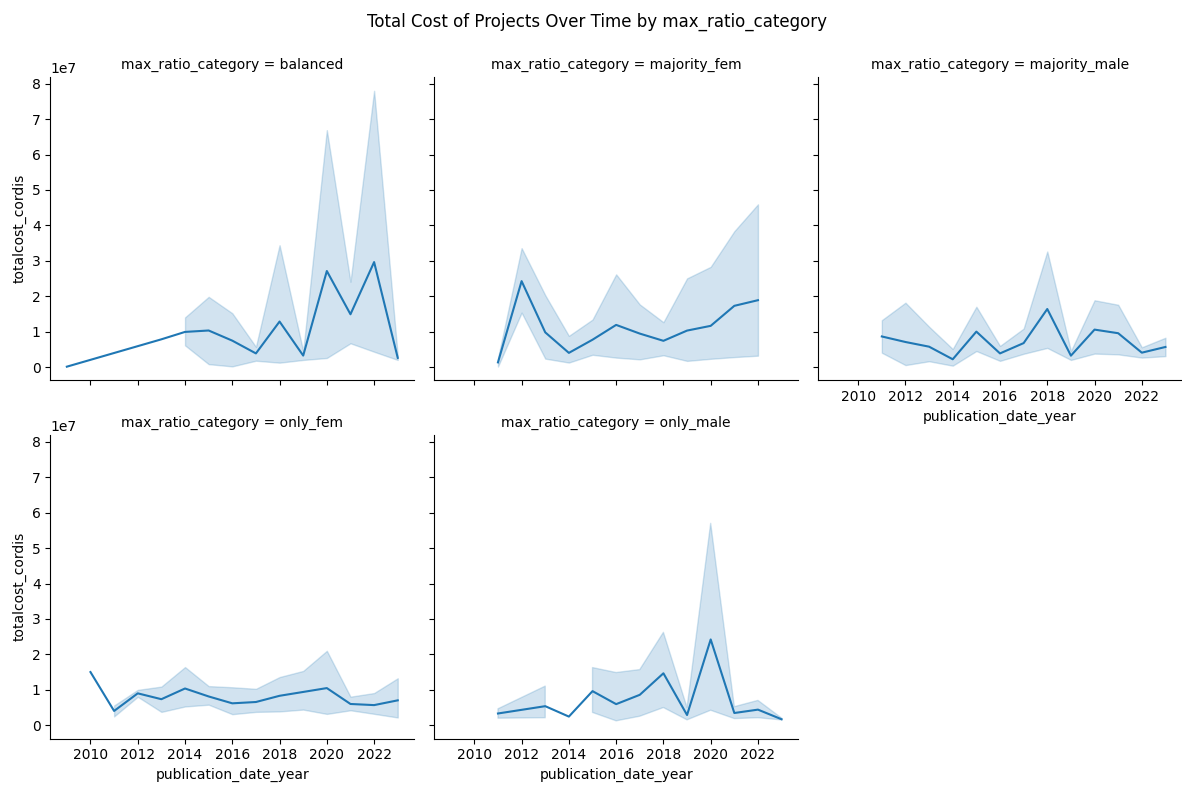 Total Cost of Projects Over Time by max_ratio_category
max_ratio_category = balanced
max_ratio_category = majority_fem
max_ratio_category = majority_male
1e7
8
7
6
5
4
3
2
1
0
totalcost_cordis
2010 2012 2014 2016 2018 2020 2022
publication_date_year
max_ratio_category = only_fem
max_ratio_category = only_male
1e7
8
7
6
5
4
3
2
1
0
totalcost_cordis
2010 2012 2014 2016 2018 2020 2022
publication_date_year
2010 2012 2014 2016 2018 2020 2022
publication_date_year